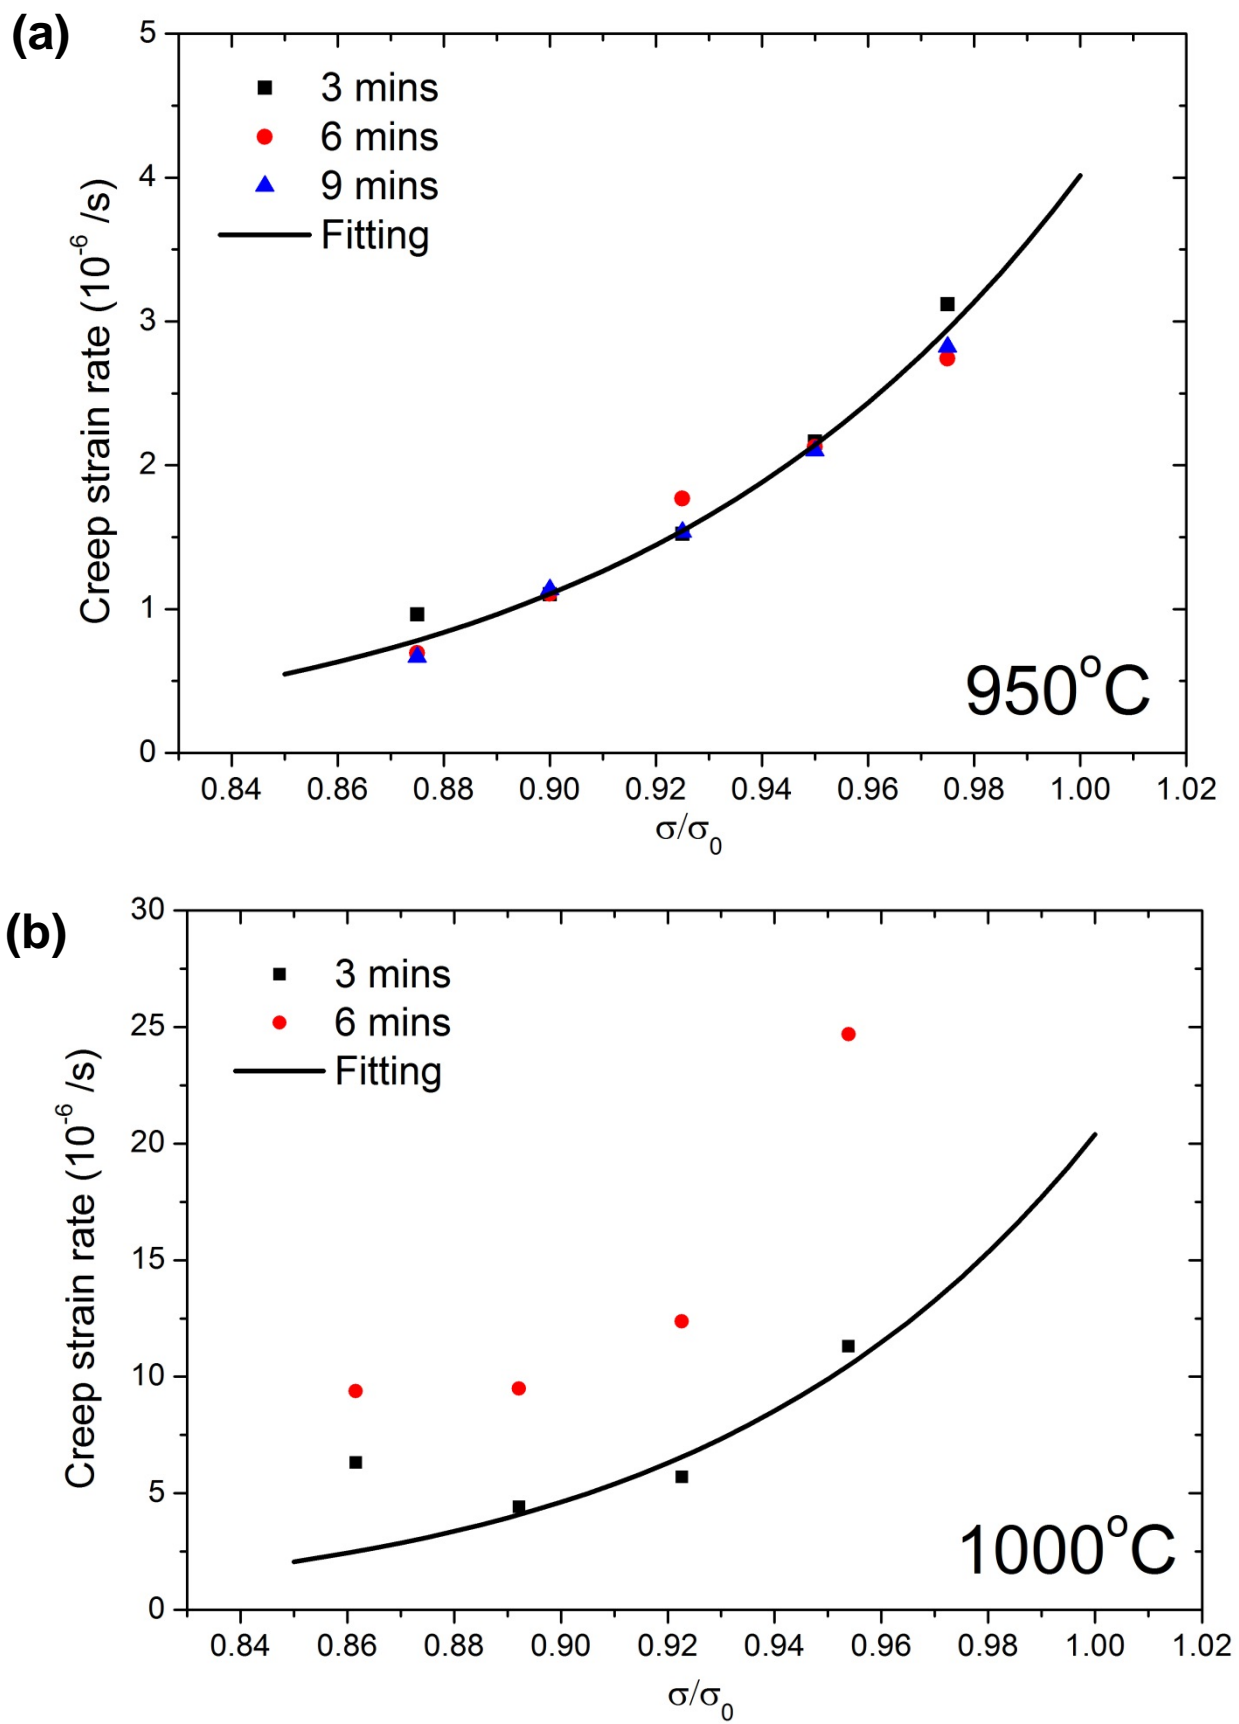 (a)
5
4
3
2
1
0
Creep strain rate (10⁻⁶ /s)
3 mins
6 mins
9 mins
Fitting
950°C
0.84 0.86 0.88 0.90 0.92 0.94 0.96 0.98 1.00 1.02
σ/σ₀
(b)
30
25
20
15
10
5
0
Creep strain rate (10⁻⁶ /s)
3 mins
6 mins
Fitting
1000°C
0.84 0.86 0.88 0.90 0.92 0.94 0.96 0.98 1.00 1.02
σ/σ₀